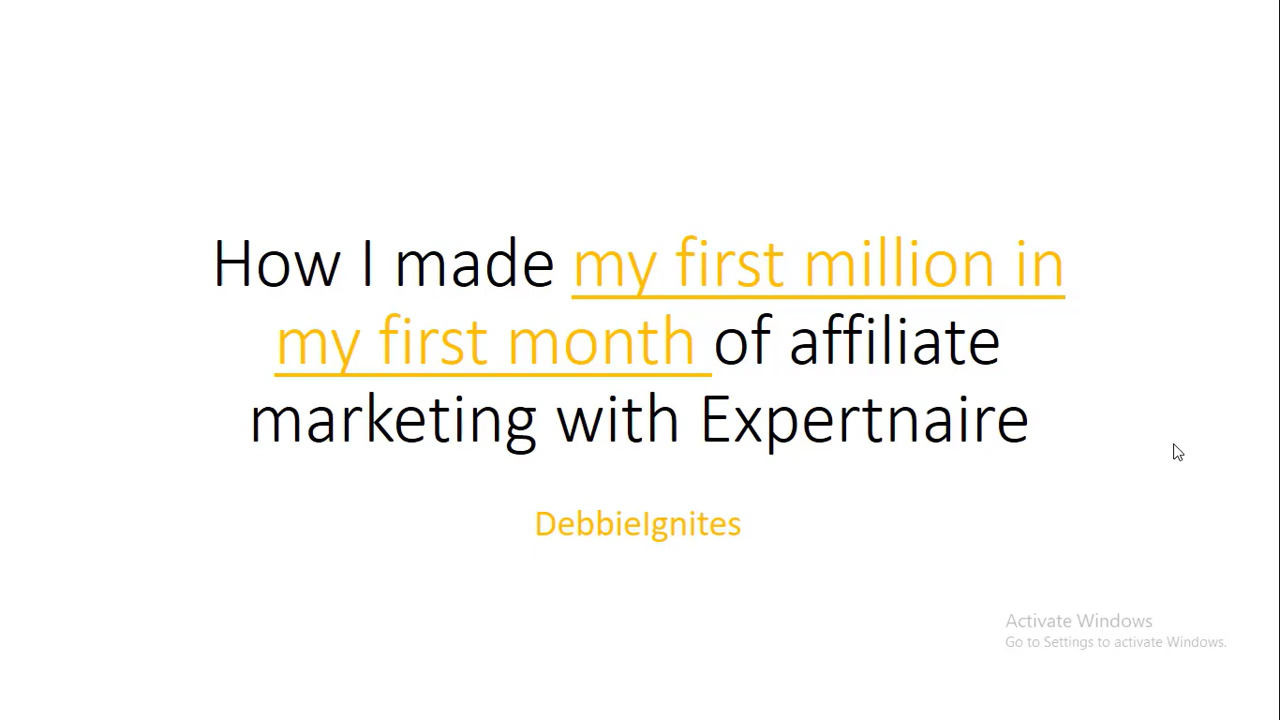 How I made my first million in
my first month of affiliate
marketing with Expertnaire
DebbieIgnites
Activate Windows
Go to Settings to activate Windows.